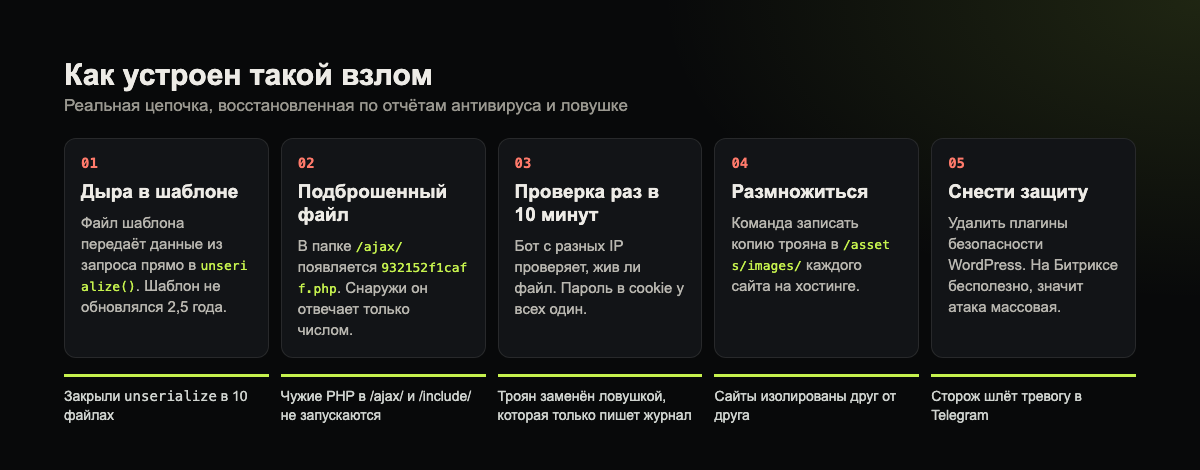 Как устроен такой взлом
Реальная цепочка, восстановленная по отчётам антивируса и ловушке
01
Дыра в шаблоне
Файл шаблона
передаёт данные из
запроса прямо в unseri
alize(). Шаблон не
обновлялся 2,5 года.
02
Подброшенный
файл
В папке /ajax/
появляется 932152f1caf
f.php. Снаружи он
отвечает только
числом.
03
Проверка раз в
10 минут
Бот с разных IP
проверяет, жив ли
файл. Пароль в cookie у
всех один.
04
Размножиться
Команда записать
копию трояна в /asset
s/images/ каждого
сайта на хостинге.
05
Снести защиту
Удалить плагины
безопасности
WordPress. На Битриксе
бесполезно, значит
атака массовая.
Закрыли unserialize в 10
файлах
Чужие PHP в /ajax/ и /include/
не запускаются
Троян заменён ловушкой,
которая только пишет журнал
Сайты изолированы друг от
друга
Сторож шлёт тревогу в
Telegram